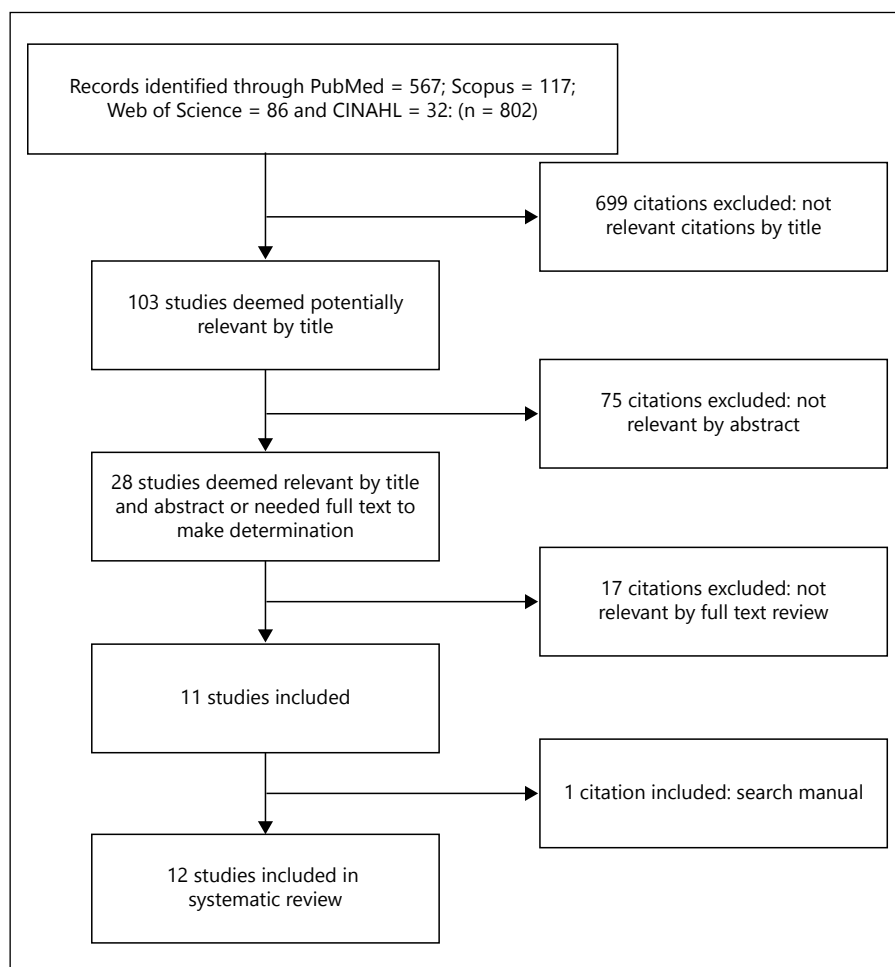 Records identified through PubMed = 567; Scopus = 117;
Web of Science = 86 and CINAHL = 32: (n = 802)
699 citations excluded: not
relevant citations by title
103 studies deemed potentially
relevant by title
75 citations excluded: not
relevant by abstract
28 studies deemed relevant by title
and abstract or needed full text to
make determination
17 citations excluded: not
relevant by full text review
11 studies included
1 citation included: search manual
12 studies included in
systematic review